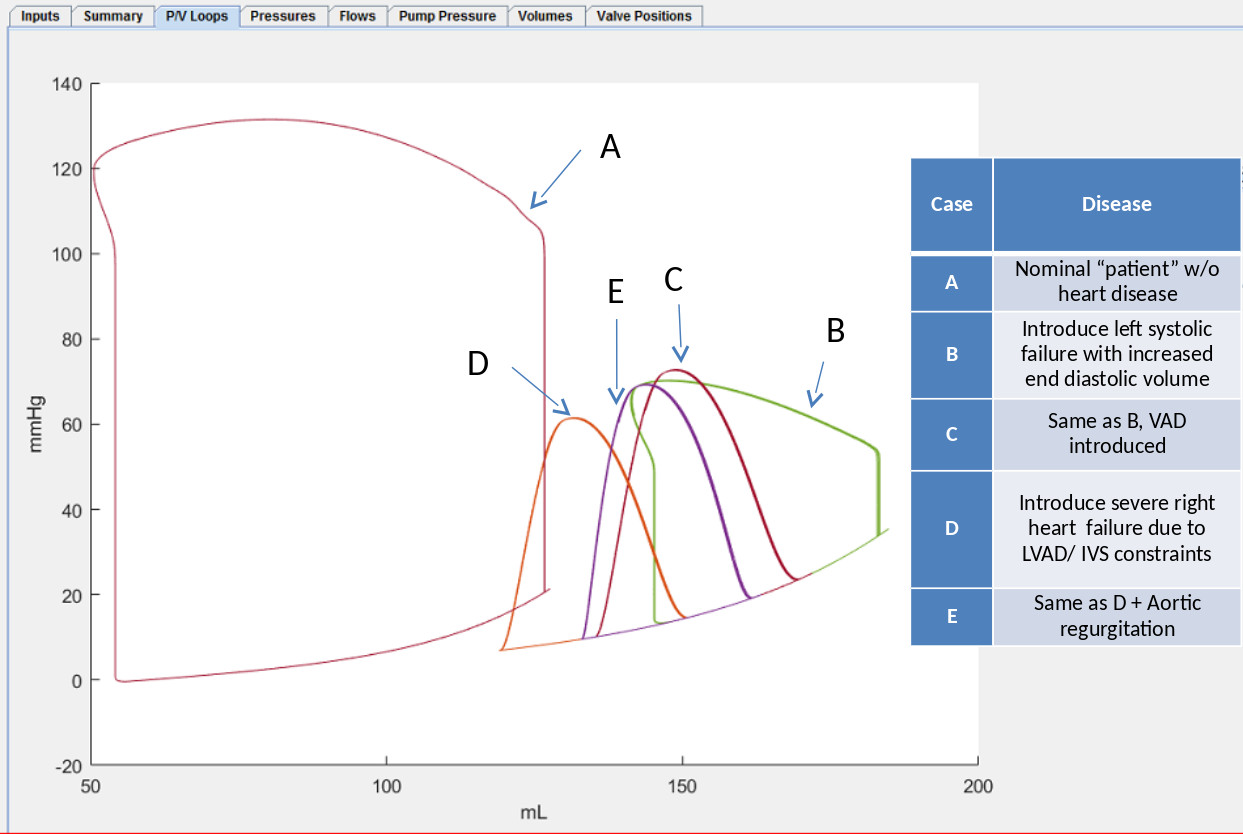 Inputs Summary P/V Loops Pressures Flows Pump Pressure Volumes Valve Positions
140
120
100
80
60
40
20
0
-20
mmHg
50 100 150 200
mL
A
C
E
B
D
Case Disease
A Nominal “patient” w/o
heart disease
B Introduce left systolic
failure with increased
end diastolic volume
C Same as B, VAD
introduced
D Introduce severe right
heart failure due to
LVAD/ IVS constraints
E Same as D + Aortic
regurgitation